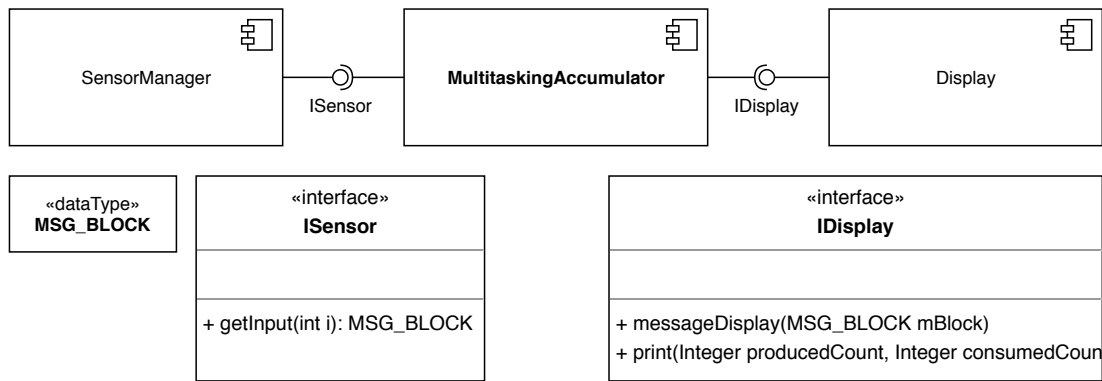 SensorManager
ISensor
MultitaskingAccumulator
IDisplay
Display
«dataType»
MSG_BLOCK
«interface»
ISensor
+ getInput(int i): MSG_BLOCK
«interface»
IDisplay
+ messageDisplay(MSG_BLOCK mBlock)
+ print(Integer producedCount, Integer consumedCoun